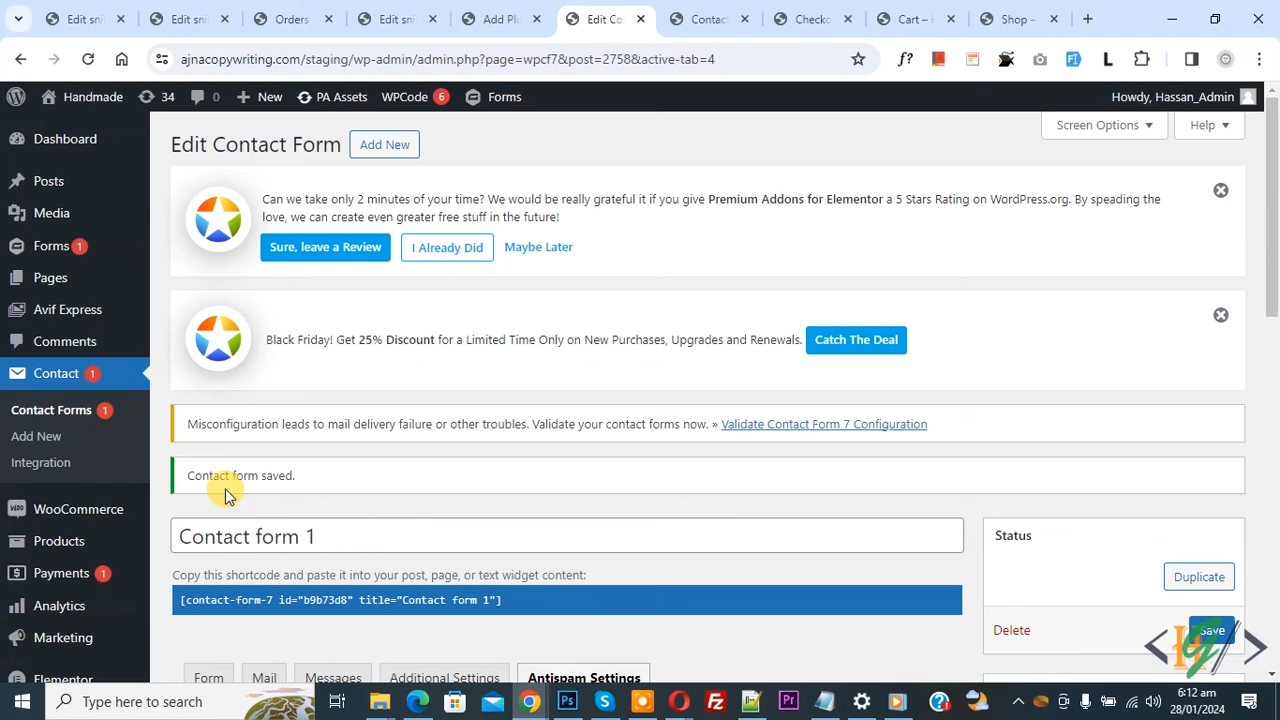 Edit sni
Edit sni
Orders
Edit sni
Add Plu
Edit Co
Contac
Checko
Cart – H
Shop –
ajnacopywriting.com/staging/wp-admin/admin.php?page=wpcf7&post=2758&active-tab=4
Handmade 34 0 New PA Assets WPCode 6 Forms Howdy, Hassan_Admin
Dashboard
Posts
Media
Forms 1
Pages
Avif Express
Comments
Contact 1
Contact Forms 1
Add New
Integration
WooCommerce
Products
Payments 1
Analytics
Marketing
Elementor
Screen Options Help
Edit Contact Form Add New
Can we take only 2 minutes of your time? We would be really grateful it if you give Premium Addons for Elementor a 5 Stars Rating on WordPress.org. By speading the
love, we can create even greater free stuff in the future!
Sure, leave a Review I Already Did Maybe Later
Black Friday! Get 25% Discount for a Limited Time Only on New Purchases, Upgrades and Renewals. Catch The Deal
Misconfiguration leads to mail delivery failure or other troubles. Validate your contact forms now. » Validate Contact Form 7 Configuration
Contact form saved.
Contact form 1
Copy this shortcode and paste it into your post, page, or text widget content:
[contact-form-7 id="b9b73d8" title="Contact form 1"]
Status
Duplicate
Delete Save
Form Mail Messages Additional Settings Antispam Settings
Type here to search
6:12 am
28/01/2024